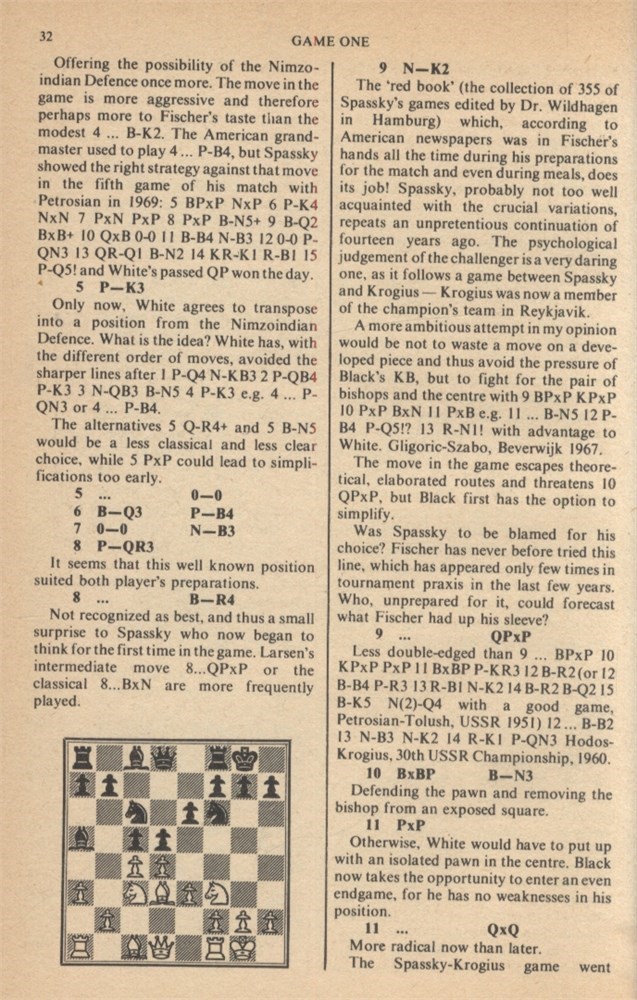 32
GAME ONE
Offering the possibility of the Nimzo-
indian Defence once more. The move in the
game is more aggressive and therefore
perhaps more to Fischer's taste than the
modest 4 ... B-K2. The American grand-
master used to play 4 ... P-B4, but Spassky
showed the right strategy against that move
in the fifth game of his match with
Petrosian in 1969: 5 BPxP NxP 6 P-K4
NxN 7 PxN PxP 8 PxP B-N5+ 9 B-Q2
BxB+ 10 QxB 0-0 11 B-B4 N-B3 12 0-0 P-
QN3 13 QR-Q1 B-N2 14 KR-K1 R-B1 15
P-Q5! and White's passed QP won the day.
5 P—K3
Only now, White agrees to transpose
into a position from the Nimzoindian
Defence. What is the idea? White has, with
the different order of moves, avoided the
sharper lines after 1 P-Q4 N-KB3 2 P-QB4
P-K3 3 N-QB3 B-N5 4 P-K3 e.g. 4 ... P-
QN3 or 4 ... P-B4.
The alternatives 5 Q-R4+ and 5 B-N5
would be a less classical and less clear
choice, while 5 PxP could lead to simpli-
fications too early.
5 ... 0—0
6 B—Q3 P—B4
7 0—0 N—B3
8 P—QR3
It seems that this well known position
suited both player's preparations.
8 ... B—R4
Not recognized as best, and thus a small
surprise to Spassky who now began to
think for the first time in the game. Larsen's
intermediate move 8...QPxP or the
classical 8...BxN are more frequently
played.
9 N—K2
The 'red book' (the collection of 355 of
Spassky's games edited by Dr. Wildhagen
in Hamburg) which, according to
American newspapers was in Fischer's
hands all the time during his preparations
for the match and even during meals, does
its job! Spassky, probably not too well
acquainted with the crucial variations,
repeats an unpretentious continuation of
fourteen years ago. The psychological
judgement of the challenger is a very daring
one, as it follows a game between Spassky
and Krogius — Krogius was now a member
of the champion's team in Reykjavik.
A more ambitious attempt in my opinion
would be not to waste a move on a deve-
loped piece and thus avoid the pressure of
Black's KB, but to fight for the pair of
bishops and the centre with 9 BPxP KPxP
10 PxP BxN 11 PxB e.g. 11 ... B-N5 12 P-
B4 P-Q5!? 13 R-N1! with advantage to
White. Gligoric-Szabo, Beverwijk 1967.
The move in the game escapes theore-
tical, elaborated routes and threatens 10
QPxP, but Black first has the option to
simplify.
Was Spassky to be blamed for his
choice? Fischer has never before tried this
line, which has appeared only few times in
tournament praxis in the last few years.
Who, unprepared for it, could forecast
what Fischer had up his sleeve?
9 ... QPxP
Less double-edged than 9 ... BPxP 10
KPxP PxP 11 BxBP P-KR3 12 B-R2 (or 12
B-B4 P-R3 13 R-B1 N-K2 14 B-R2 B-Q2 15
B-K5 N(2)-Q4 with a good game,
Petrosian-Tolush, USSR 1951) 12 ... B-B2
13 N-B3 N-K2 14 R-K1 P-QN3 Hodos-
Krogius, 30th USSR Championship, 1960.
10 BxBP B—N3
Defending the pawn and removing the
bishop from an exposed square.
11 PxP
Otherwise, White would have to put up
with an isolated pawn in the centre. Black
now takes the opportunity to enter an even
endgame, for he has no weaknesses in his
position.
11 ... QxQ
More radical now than later.
The Spassky-Krogius game went